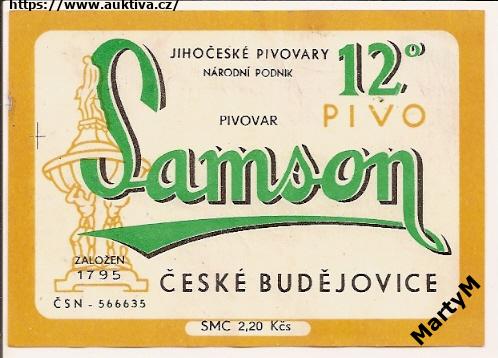 https://www.auktiva.cz/
JIHOČESKÉ PIVOVARY
NÁRODNÍ PODNIK
12°
PIVO
PIVOVAR
Samson
ZALOŽEN
1795
ČESKÉ BUDĚJOVICE
ČSN - 566635
SMC 2,20 Kčs
MartyM